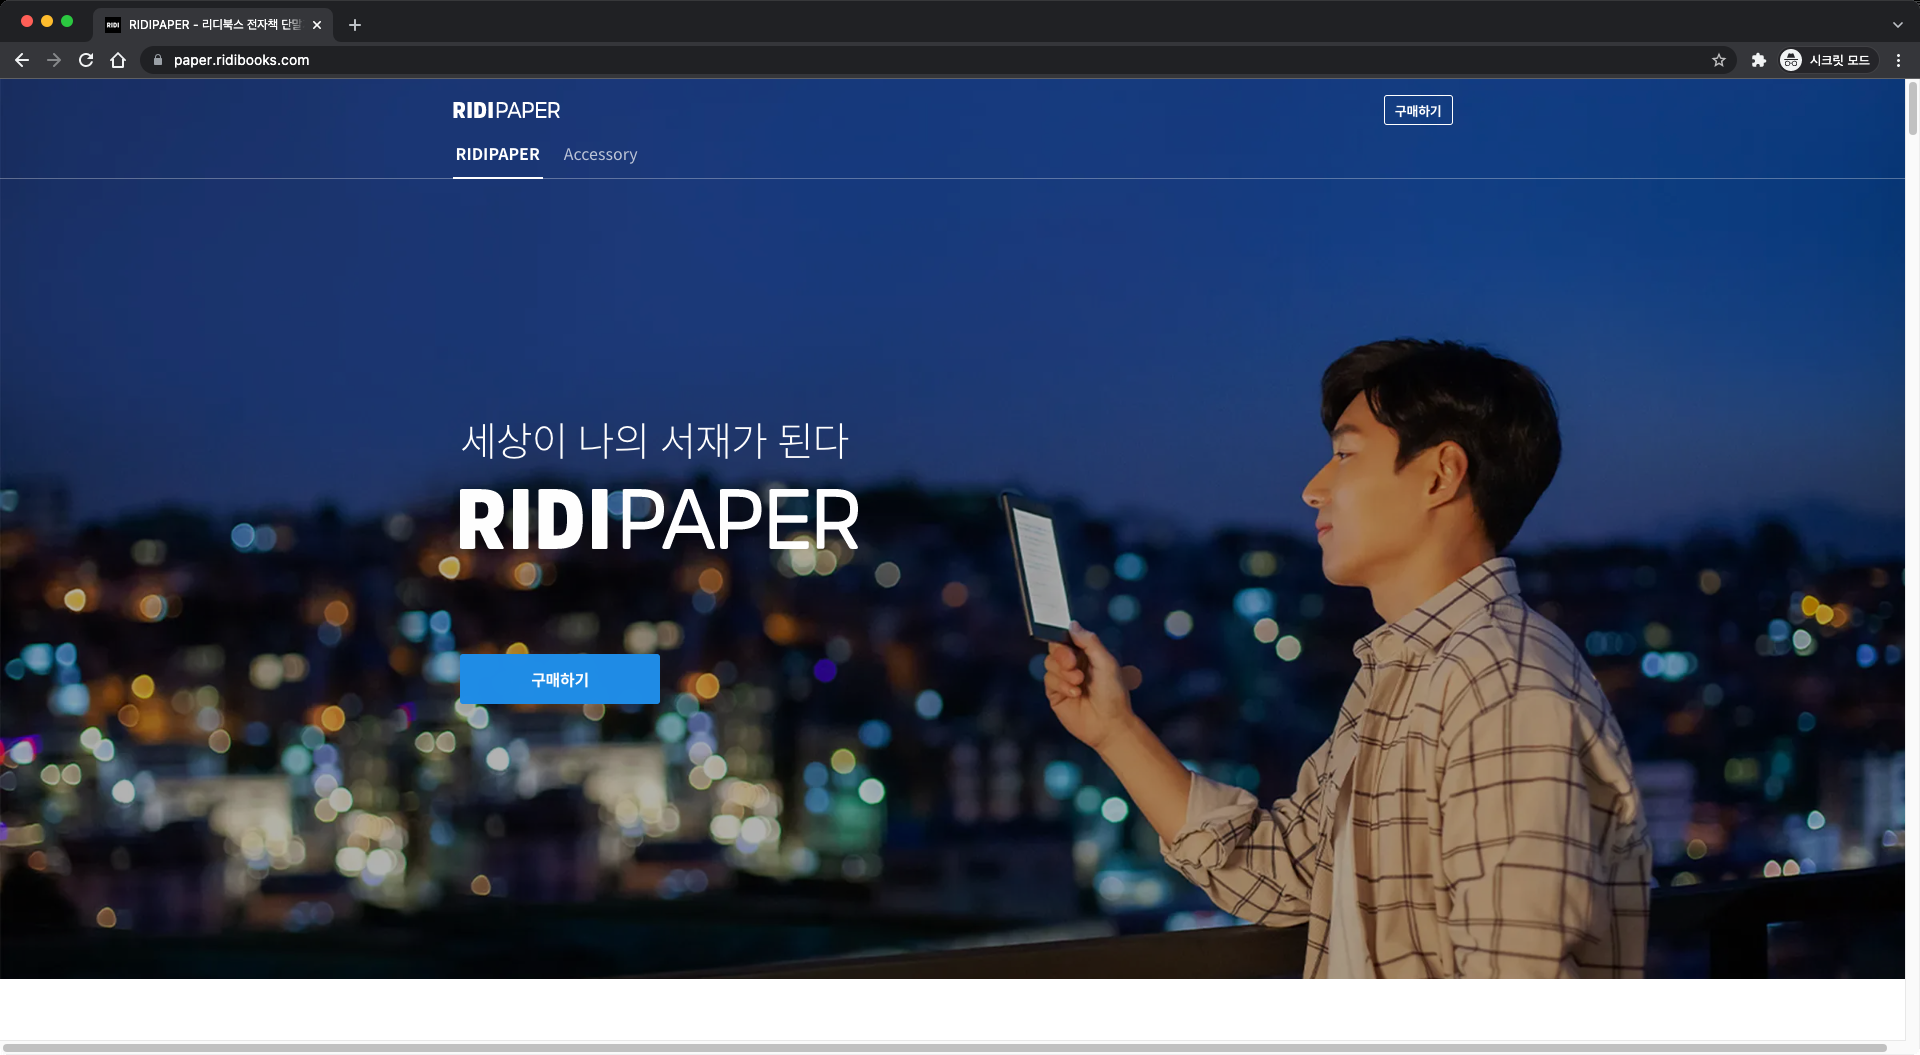 RIDI
RIDIPAPER - 리디북스 전자책 단말
paper.ridibooks.com
시크릿 모드
RIDIPAPER
구매하기
RIDIPAPER
Accessory
세상이 나의 서재가 된다
RIDIPAPER
구매하기